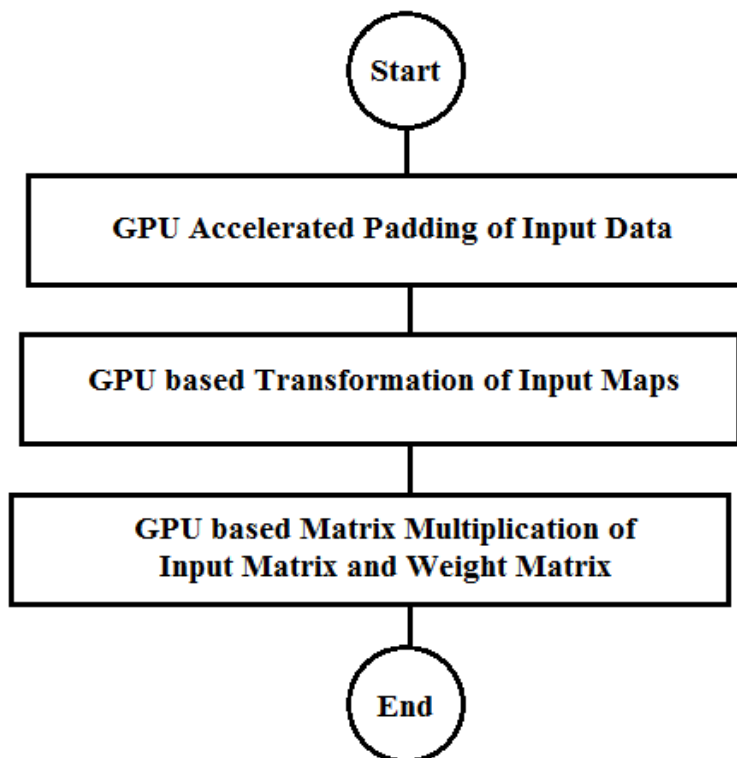 Start
GPU Accelerated Padding of Input Data
GPU based Transformation of Input Maps
GPU based Matrix Multiplication of
Input Matrix and Weight Matrix
End